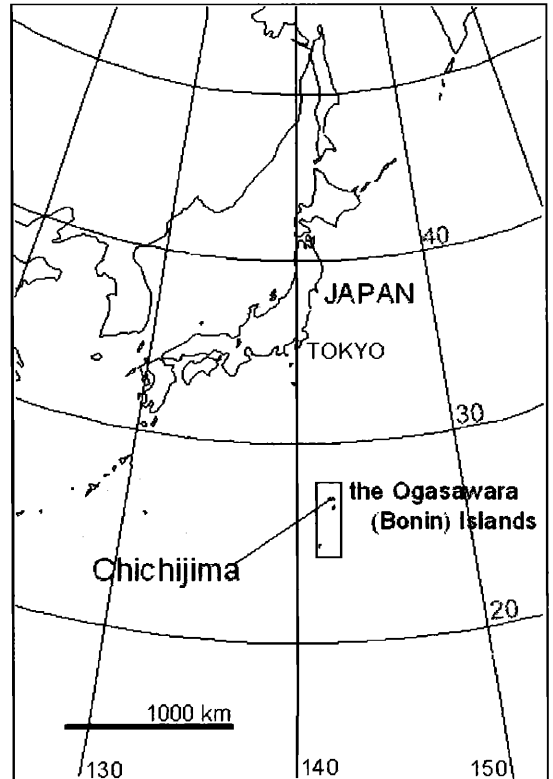 40
JAPAN
TOKYO
30
the Ogasawara
(Bonin) Islands
Chichijima
20
1000 km
130
140
150